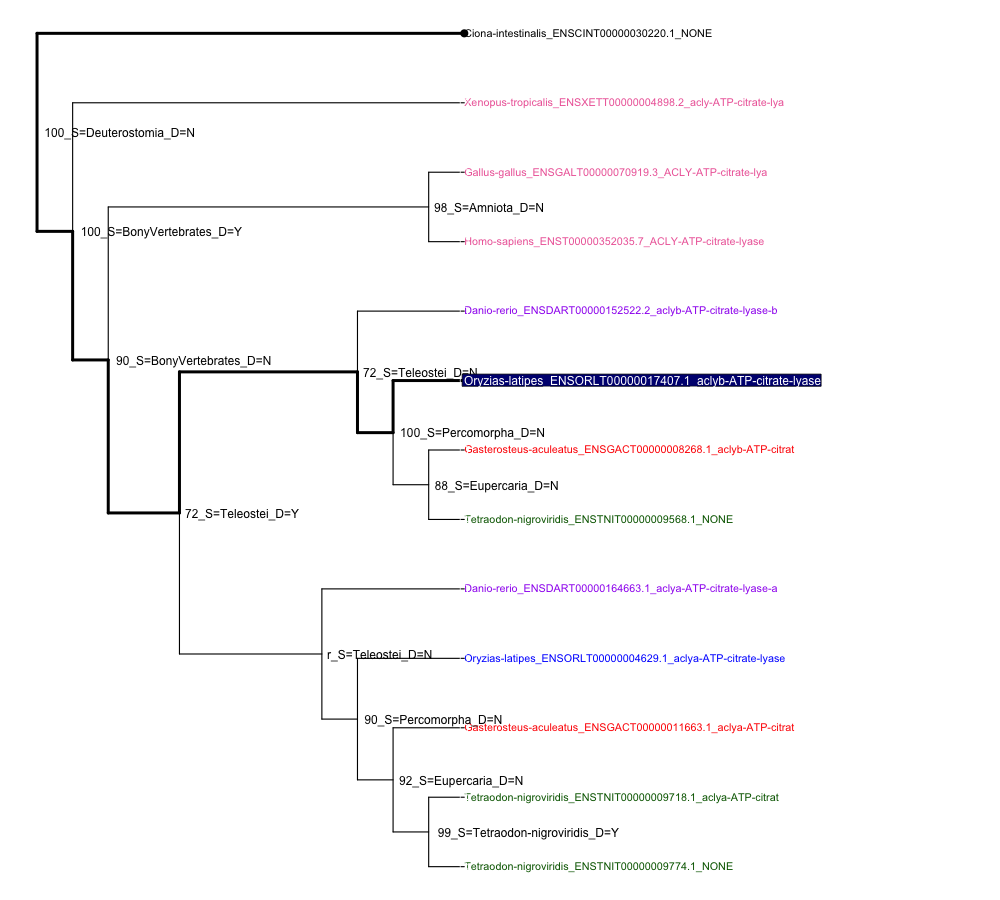 Ciona-intestinalis_ENSCINT00000030220.1_NONE
Xenopus-tropicalis_ENSXETT00000004898.2_acly-ATP-citrate-lya
100_S=Deuterostomia_D=N
Gallus-gallus_ENSGALT00000070919.3_ACLY-ATP-citrate-lya
98_S=Amniota_D=N
100_S=BonyVertebrates_D=Y
Homo-sapiens_ENST00000352035.7_ACLY-ATP-citrate-lyase
Danio-rerio_ENSDART00000152522.2_aclyb-ATP-citrate-lyase-b
90_S=BonyVertebrates_D=N
72_S=Teleostei_D=N
Oryzias-latipes_ENSORLT00000017407.1_aclyb-ATP-citrate-lyase
100_S=Percomorpha_D=N
Gasterosteus-aculeatus_ENSGACT00000008268.1_aclyb-ATP-citrat
88_S=Eupercaria_D=N
72_S=Teleostei_D=Y
Tetraodon-nigroviridis_ENSTNIT00000009568.1_NONE
Danio-rerio_ENSDART00000164663.1_aclya-ATP-citrate-lyase-a
r_S=Teleostei_D=N
Oryzias-latipes_ENSORLT00000004629.1_aclya-ATP-citrate-lyase
90_S=Percomorpha_D=N
Gasterosteus-aculeatus_ENSGACT00000011663.1_aclya-ATP-citrat
92_S=Eupercaria_D=N
Tetraodon-nigroviridis_ENSTNIT00000009718.1_aclya-ATP-citrat
99_S=Tetraodon-nigroviridis_D=Y
Tetraodon-nigroviridis_ENSTNIT00000009774.1_NONE